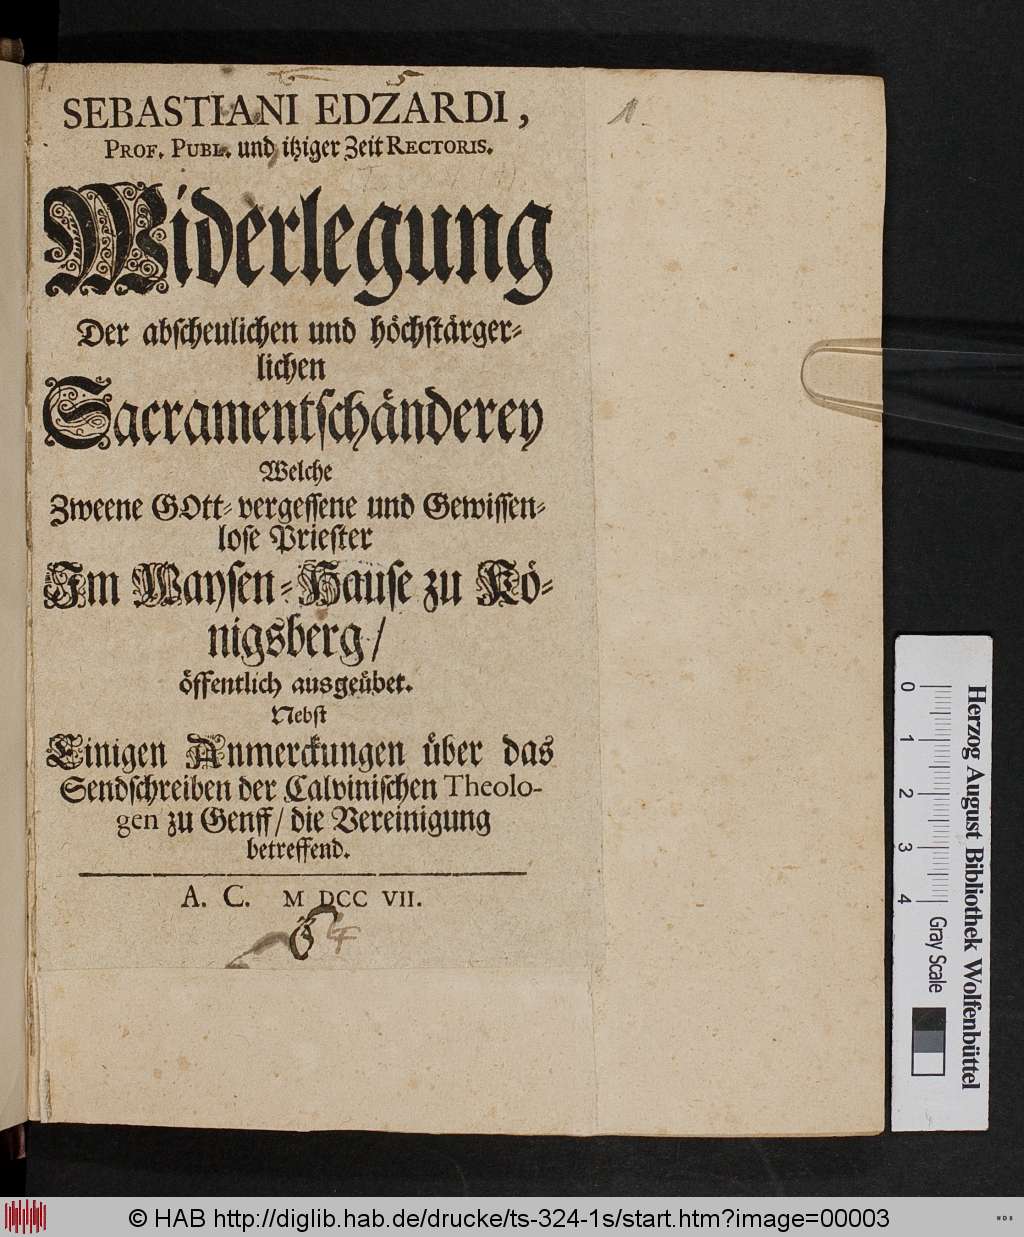 SEBASTIANI EDZARDI,
PROF. PUBL. und itziger Zeit RECTORIS.
Widerlegung
Der abscheulichen und höchstärger-
lichen
Sacramentschänderey
Welche
Zweene GOtt-vergessene und Gewissen-
lose Priester
Im Waysen-Hause zu Kö-
nigsberg/
öffentlich ausgeübet.
Nebst
Einigen Anmerckungen über das
Sendschreiben der Calvinischen Theolo-
gen zu Genff/ die Vereinigung
betreffend.
A. C. M DCC VII.
1.
Herzog August Bibliothek Wolfenbüttel
0 1 2 3 4 Gray Scale
© HAB http://diglib.hab.de/drucke/ts-324-1s/start.htm?image=00003